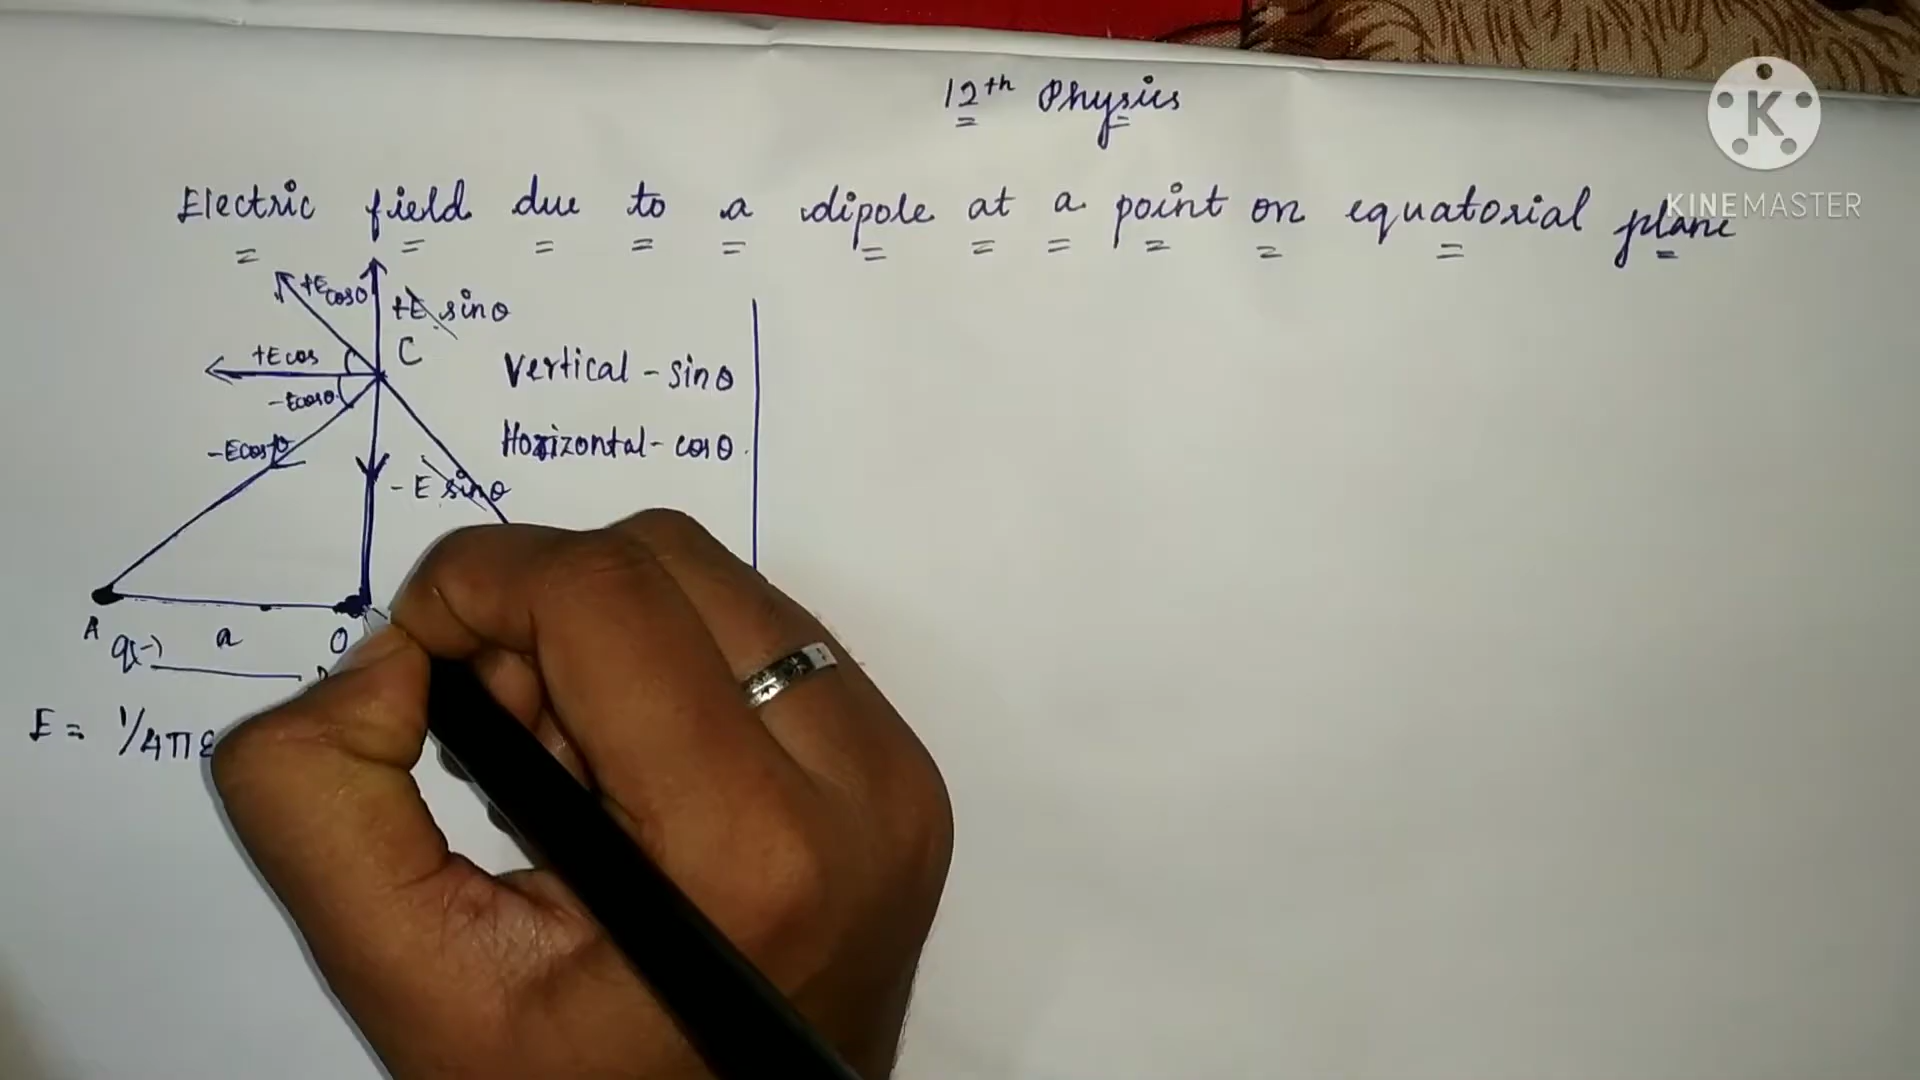 12th Physics
K
KINEMASTER
Electric field due to a dipole at a point on equatorial plane
+E cosθ
+E sinθ
+E cos
C
Vertical - sinθ
-E cosθ
Horizontal - cosθ
-E cosθ
-E sinθ
A
q(-)
a
O
E = 1/4πε